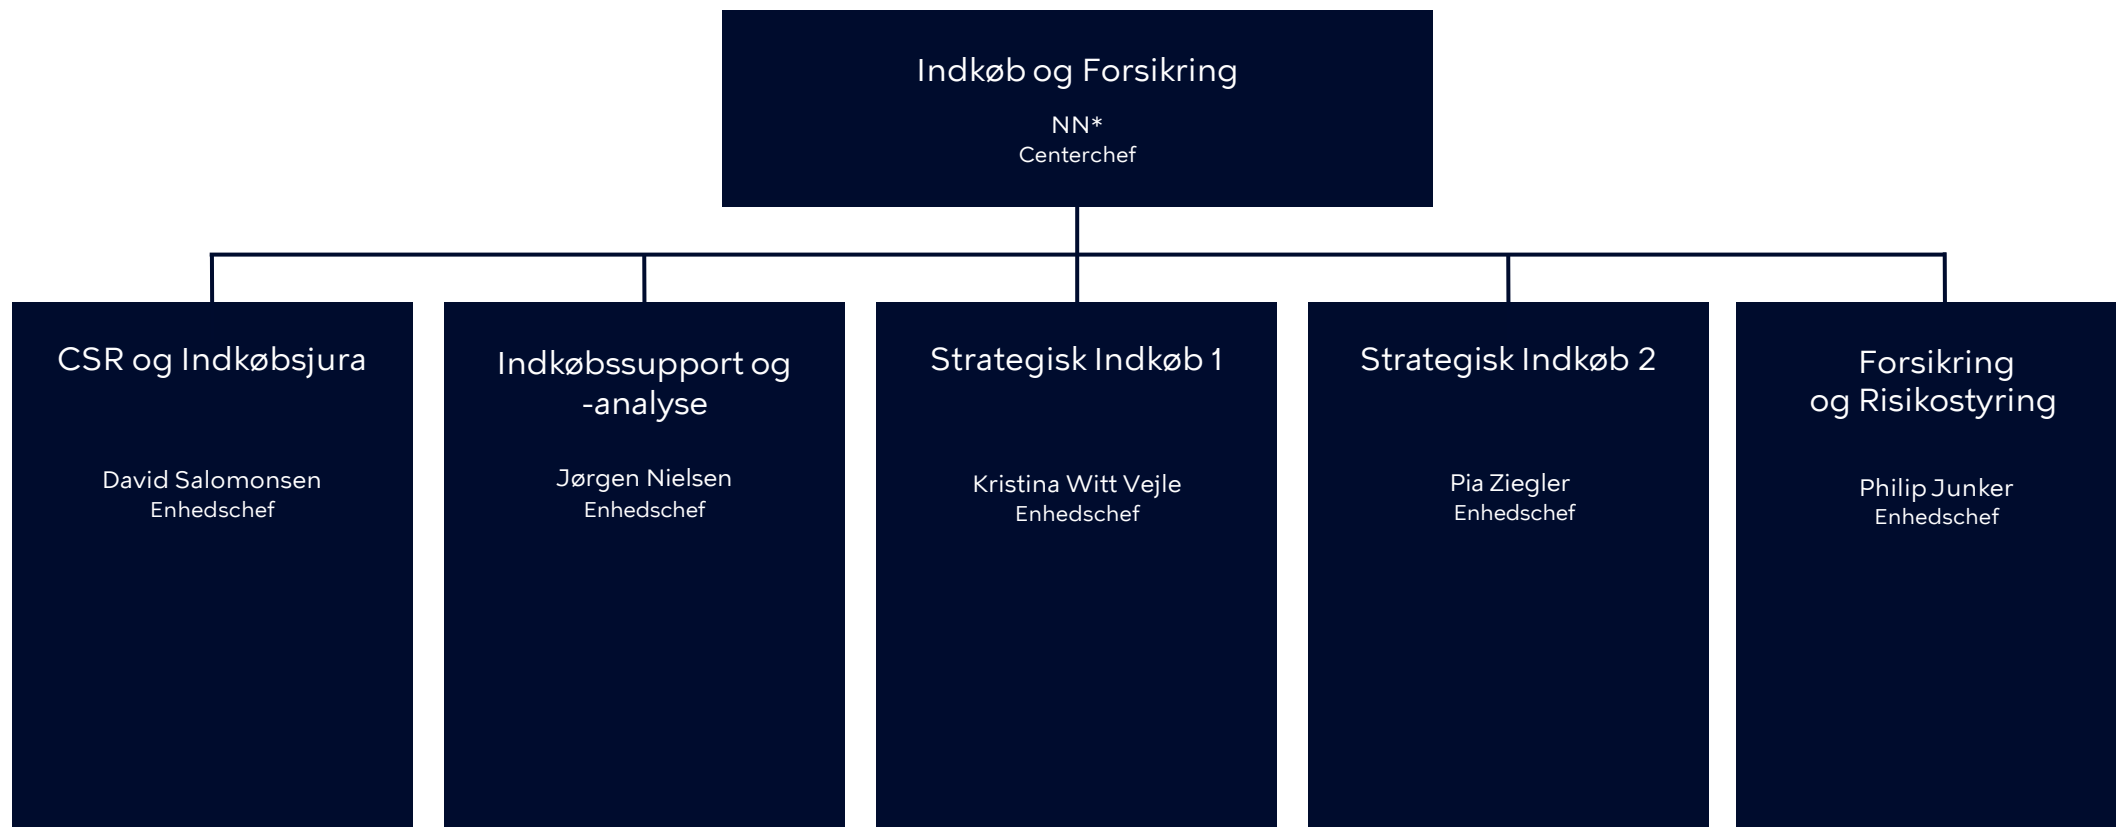 Indkøb og Forsikring
NN*
Centerchef
CSR og Indkøbsjura
David Salomonsen
Enhedschef
Indkøbssupport og
-analyse
Jørgen Nielsen
Enhedschef
Strategisk Indkøb 1
Kristina Witt Vejle
Enhedschef
Strategisk Indkøb 2
Pia Ziegler
Enhedschef
Forsikring
og Risikostyring
Philip Junker
Enhedschef